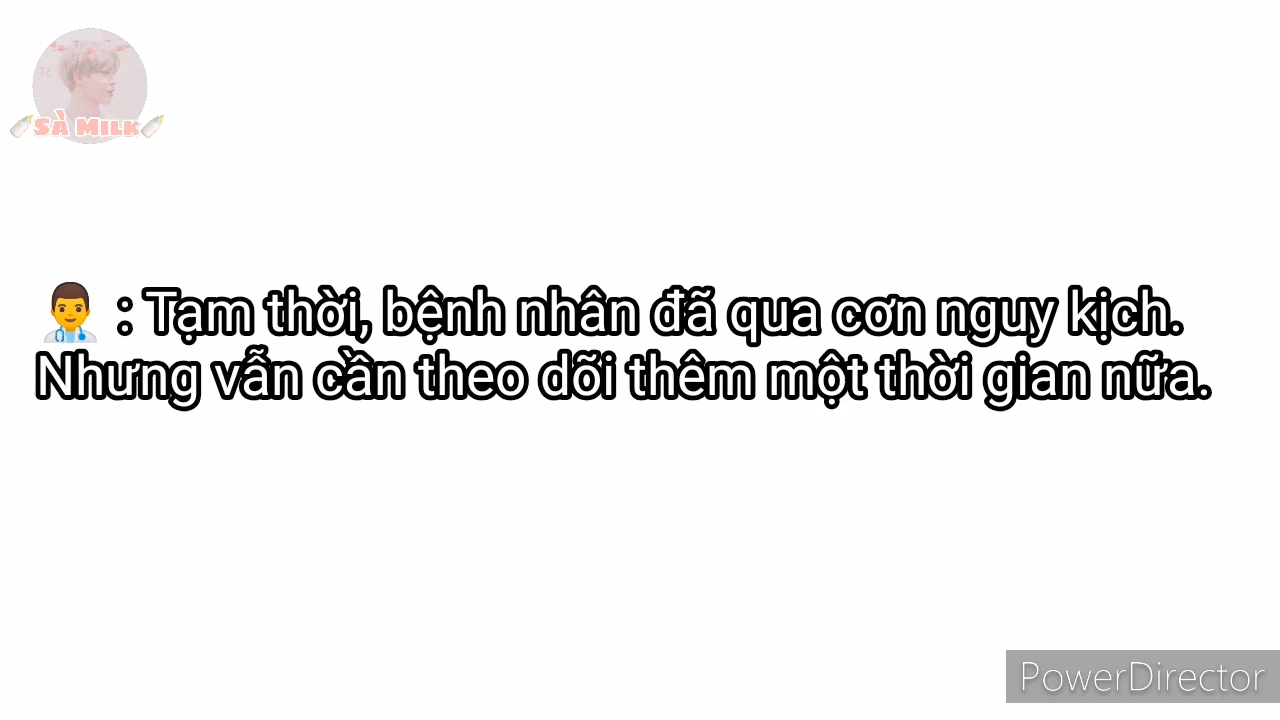 SÀ MILK
👨‍⚕️ : Tạm thời, bệnh nhân đã qua cơn nguy kịch.
Nhưng vẫn cần theo dõi thêm một thời gian nữa.
PowerDirector